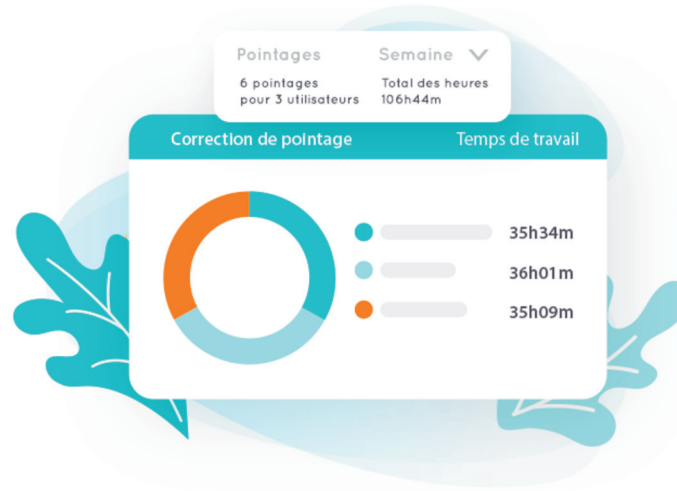 Pointages
Semaine
6 pointages
pour 3 utilisateurs
Total des heures
106h44m
Correction de pointage
Temps de travail
35h34m
36h01m
35h09m